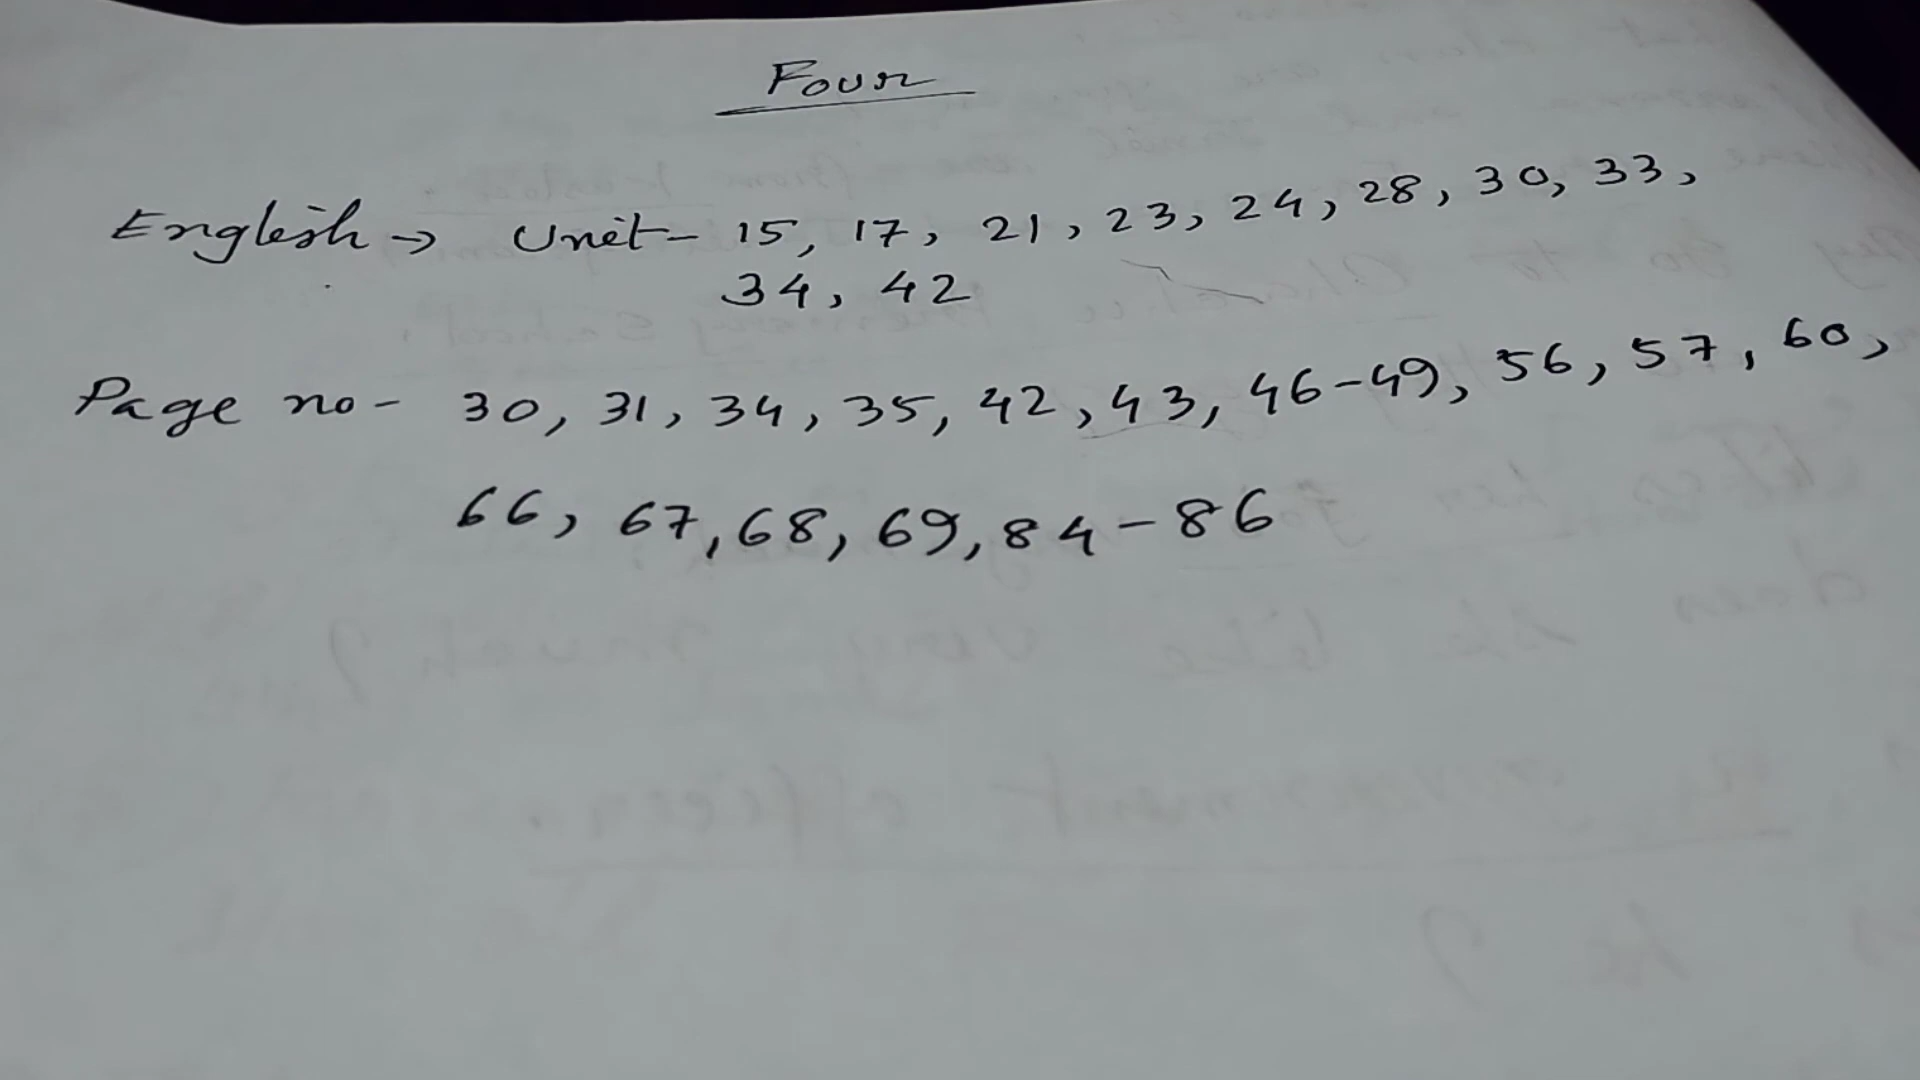 Four
English → Unit - 15, 17, 21, 23, 24, 28, 30, 33,
34, 42
Page no - 30, 31, 34, 35, 42, 43, 46-49, 56, 57, 60,
66, 67, 68, 69, 84-86